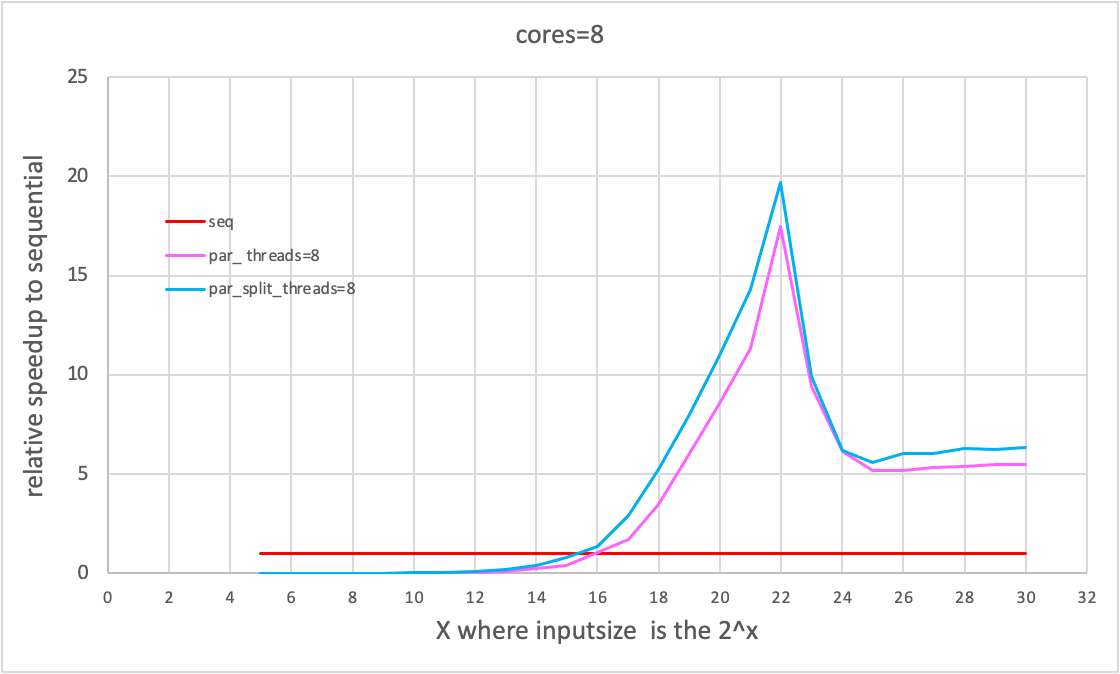 cores=8
25
20
15
10
5
0
relative speedup to sequential
seq
par_ threads=8
par_split_threads=8
0 2 4 6 8 10 12 14 16 18 20 22 24 26 28 30 32
X where inputsize  is the 2^x